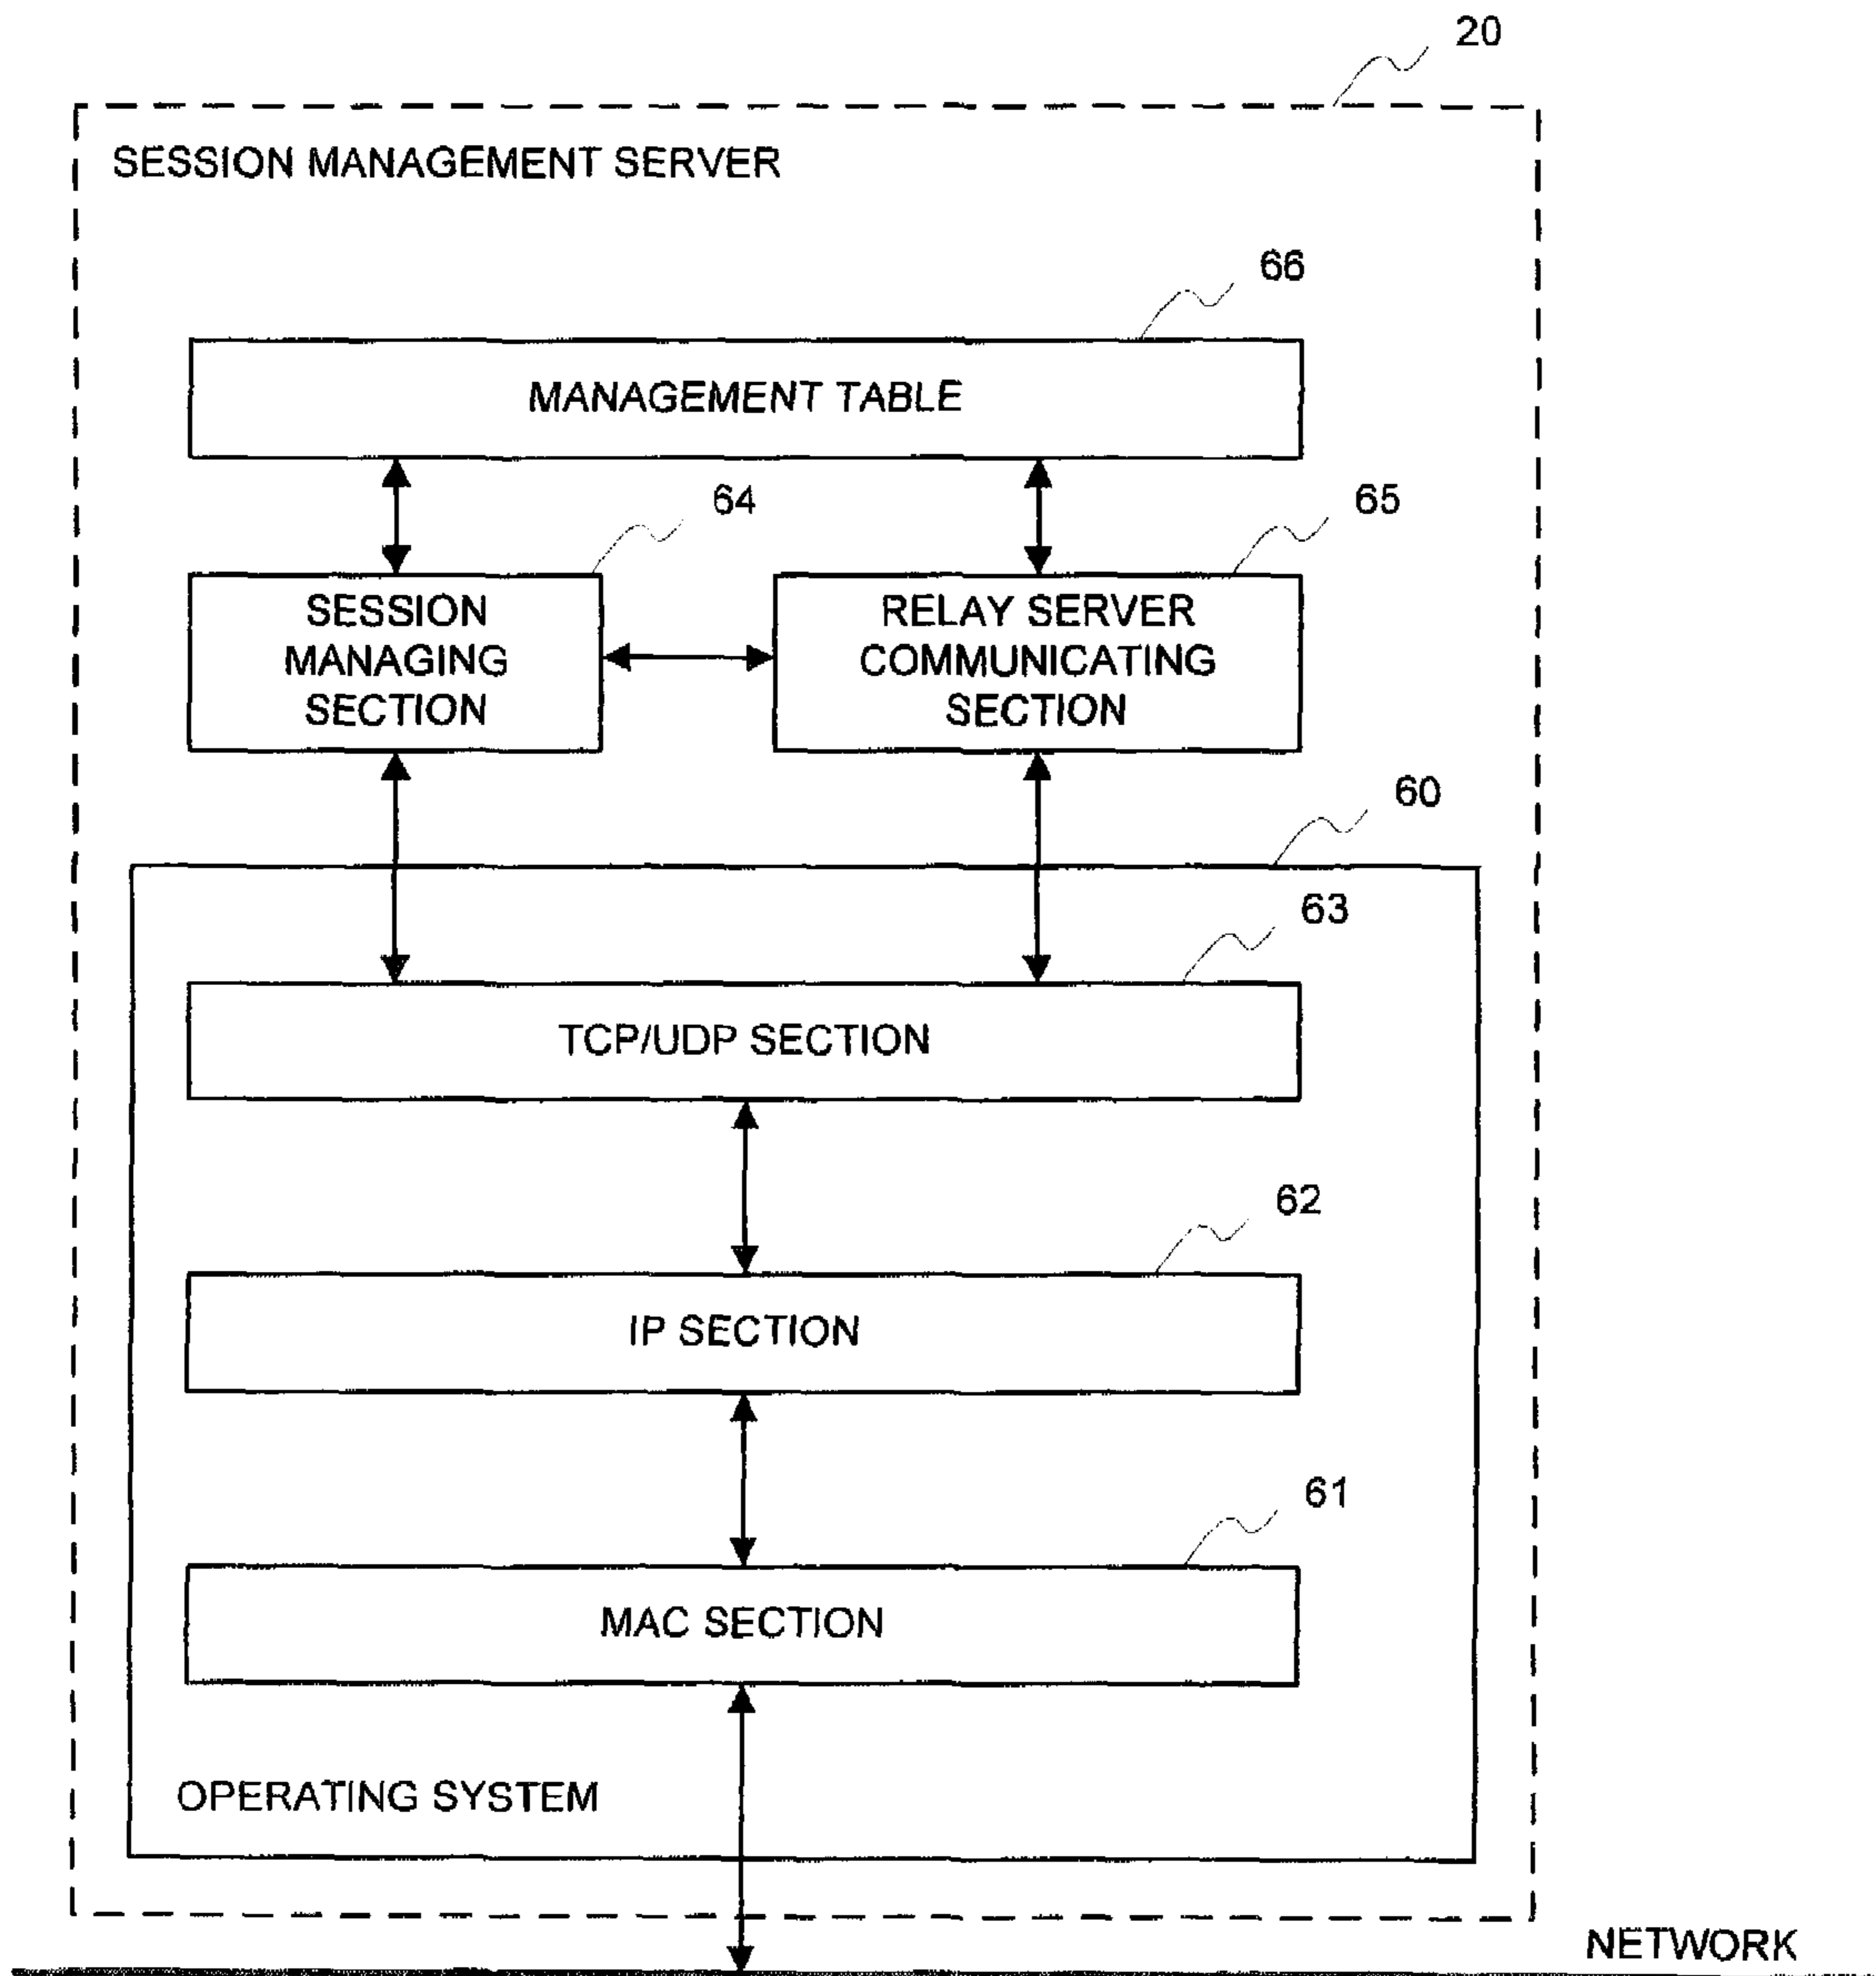 20
SESSION MANAGEMENT SERVER
66
MANAGEMENT TABLE
64
65
SESSION
MANAGING
SECTION
RELAY SERVER
COMMUNICATING
SECTION
60
63
TCP/UDP SECTION
62
IP SECTION
61
MAC SECTION
OPERATING SYSTEM
NETWORK